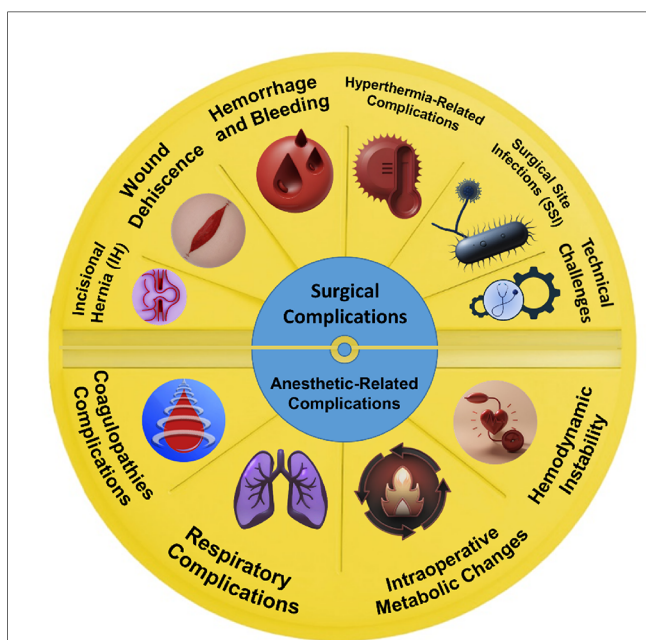 Surgical
Complications
Anesthetic-Related
Complications
Incisional
Hernia (IH)
Wound
Dehiscence
Hemorrhage
and Bleeding
Hyperthermia-Related
Complications
Surgical Site
Infections (SSI)
Technical
Challenges
Hemodynamic
Instability
Intraoperative
Metabolic Changes
Respiratory
Complications
Coagulopathies
Complications